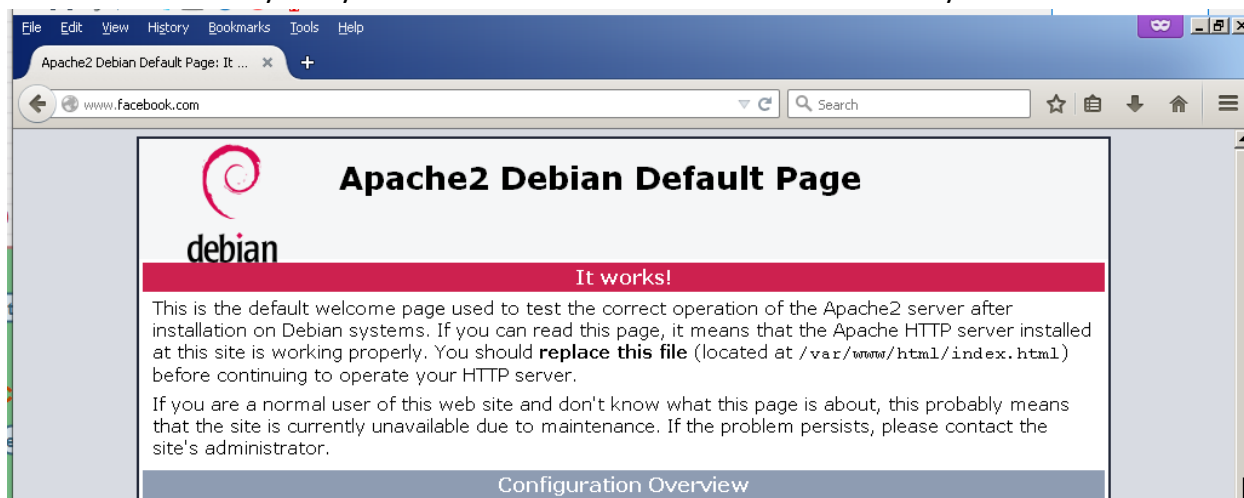 File Edit View History Bookmarks Tools Help
Apache2 Debian Default Page: It ...
www.facebook.com
Search
debian
Apache2 Debian Default Page
It works!
This is the default welcome page used to test the correct operation of the Apache2 server after
installation on Debian systems. If you can read this page, it means that the Apache HTTP server installed
at this site is working properly. You should replace this file (located at /var/www/html/index.html)
before continuing to operate your HTTP server.
If you are a normal user of this web site and don't know what this page is about, this probably means
that the site is currently unavailable due to maintenance. If the problem persists, please contact the
site's administrator.
Configuration Overview